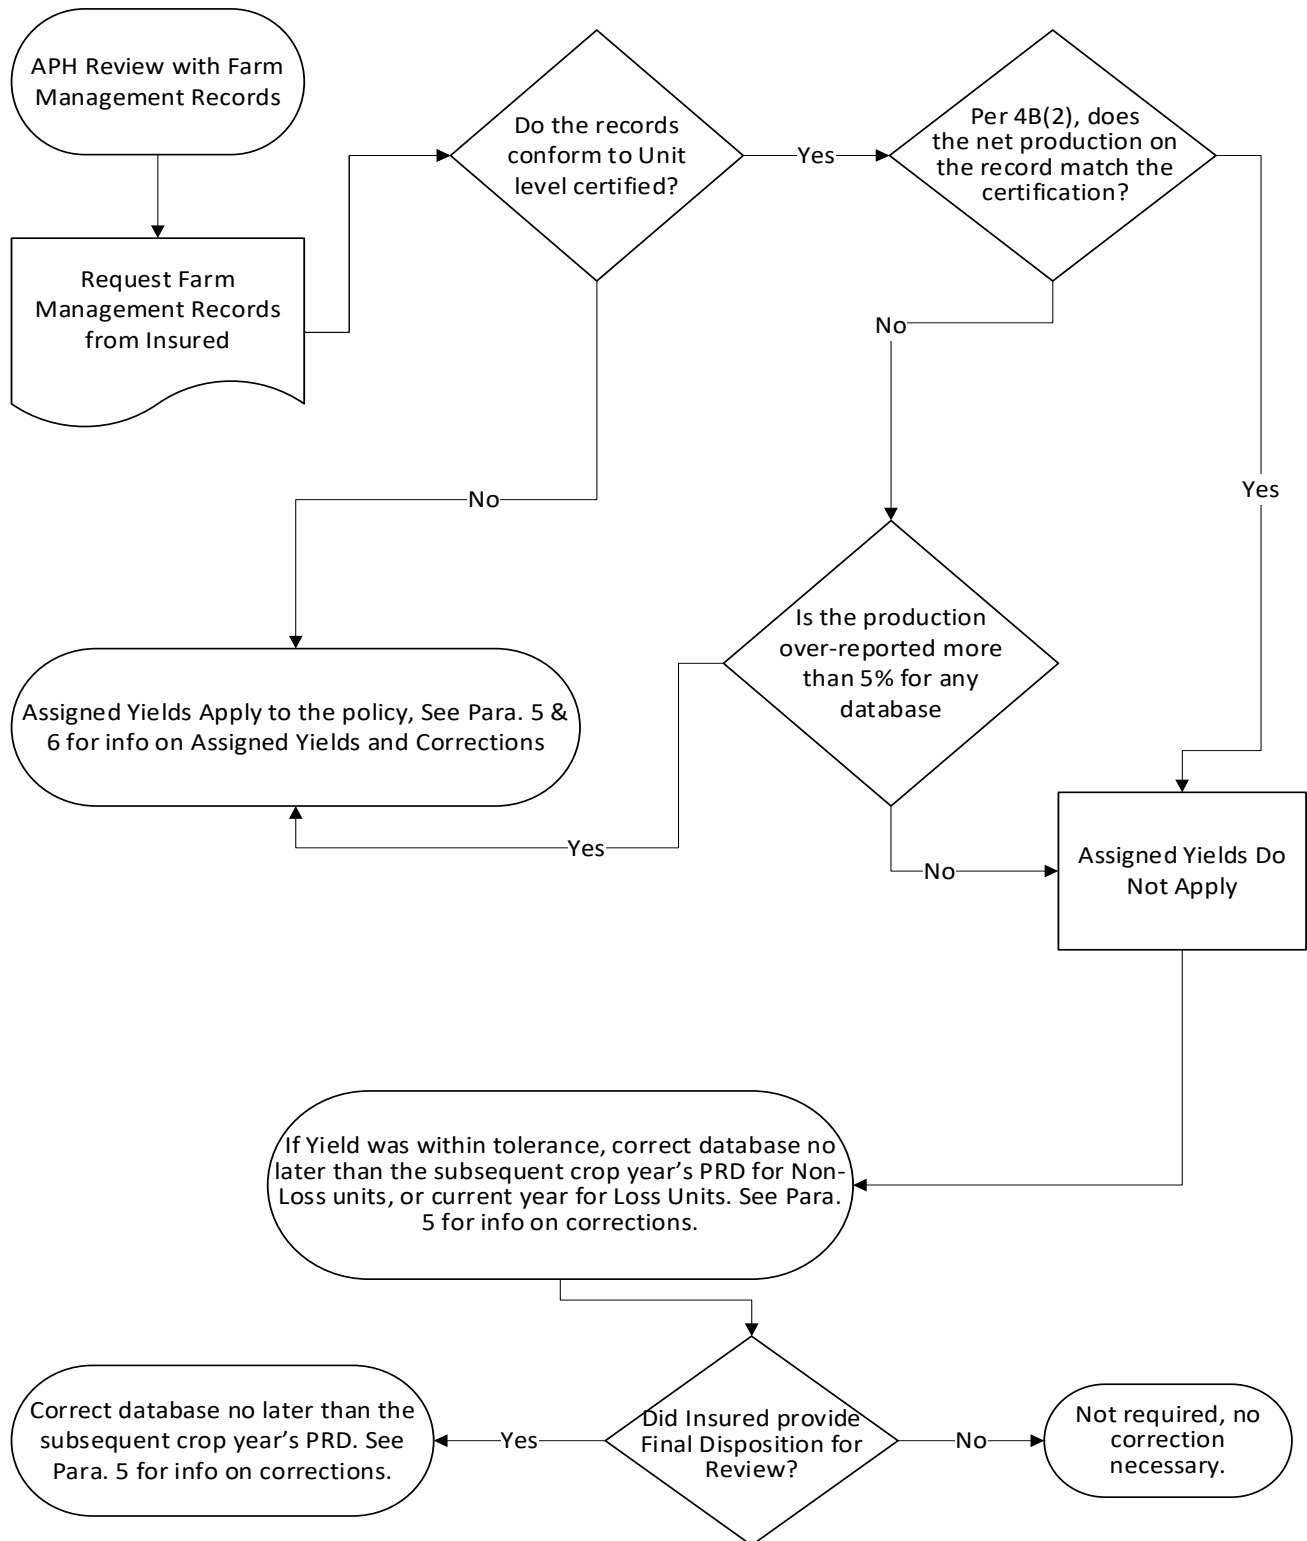 APH Review with Farm
Management Records
Request Farm
Management Records
from Insured
Do the records
conform to Unit
level certified?
Yes
Per 4B(2), does
the net production on
the record match the
certification?
No
Yes
No
Is the production
over-reported more
than 5% for any
database
Assigned Yields Apply to the policy, See Para. 5 &
6 for info on Assigned Yields and Corrections
Yes
No
Assigned Yields Do
Not Apply
If Yield was within tolerance, correct database no
later than the subsequent crop year’s PRD for Non-
Loss units, or current year for Loss Units. See Para.
5 for info on corrections.
Did Insured provide
Final Disposition for
Review?
Yes
Correct database no later than the
subsequent crop year’s PRD. See
Para. 5 for info on corrections.
No
Not required, no
correction
necessary.